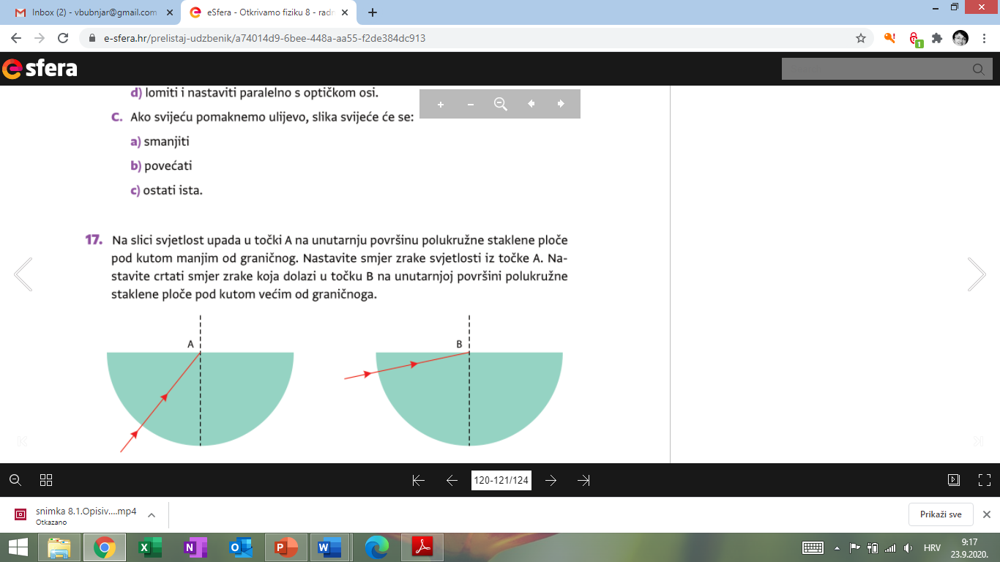 Inbox (2) - vbubnjar@gmail.com
eSfera - Otkrivamo fiziku 8 - radn
e-sfera.hr/prelistaj-udzbenik/a74014d9-6bee-448a-aa55-f2de384dc913
1
e sfera
d) lomiti i nastaviti paralelno s optičkom osi.
C. Ako svijeću pomaknemo ulijevo, slika svijeće će se:
a) smanjiti
b) povećati
c) ostati ista.
17. Na slici svjetlost upada u točki A na unutarnju površinu polukružne staklene ploče
pod kutom manjim od graničnog. Nastavite smjer zrake svjetlosti iz točke A. Na-
stavite crtati smjer zrake koja dolazi u točku B na unutarnjoj površini polukružne
staklene ploče pod kutom većim od graničnoga.
A
B
120-121/124
snimka 8.1.Opisiv....mp4
Otkazano
Prikaži sve
HRV
9:17
23.9.2020.